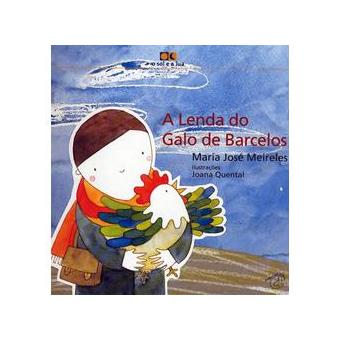 o sol e a lua
A Lenda do
Galo de Barcelos
Maria José Meireles
Ilustrações
Joana Quental